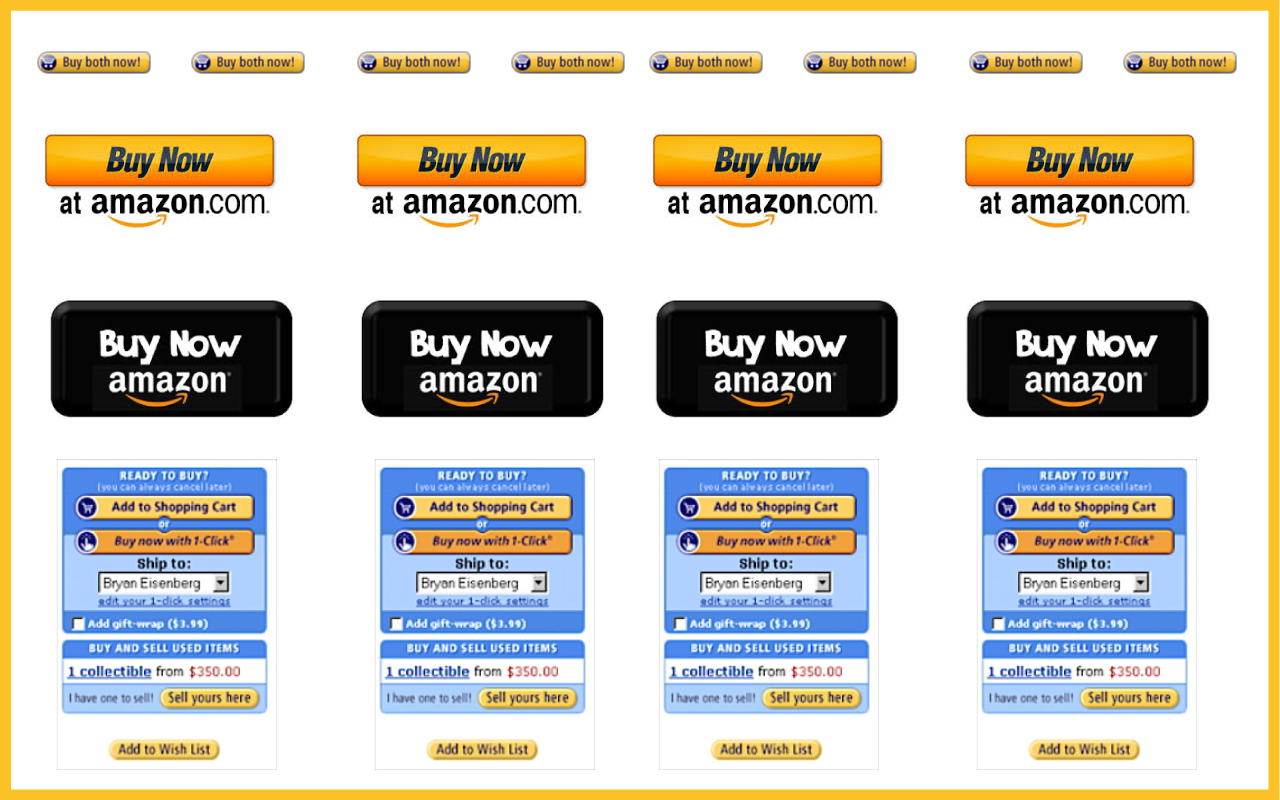 Buy both now! Buy both now! Buy both now! Buy both now! Buy both now! Buy both now! Buy both now! Buy both now!
Buy Now Buy Now Buy Now Buy Now
at amazon.com. at amazon.com. at amazon.com. at amazon.com.
Buy Now Buy Now Buy Now Buy Now
amazon® amazon® amazon® amazon®
READY TO BUY? READY TO BUY? READY TO BUY? READY TO BUY?
(you can always cancel later) (you can always cancel later) (you can always cancel later) (you can always cancel later)
Add to Shopping Cart Add to Shopping Cart Add to Shopping Cart Add to Shopping Cart
or or or or
Buy now with 1-Click® Buy now with 1-Click® Buy now with 1-Click® Buy now with 1-Click®
Ship to: Ship to: Ship to: Ship to:
Bryan Eisenberg Bryan Eisenberg Bryan Eisenberg Bryan Eisenberg
edit your 1-click settings edit your 1-click settings edit your 1-click settings edit your 1-click settings
Add gift-wrap ($3.99) Add gift-wrap ($3.99) Add gift-wrap ($3.99) Add gift-wrap ($3.99)
BUY AND SELL USED ITEMS BUY AND SELL USED ITEMS BUY AND SELL USED ITEMS BUY AND SELL USED ITEMS
1 collectible from $350.00 1 collectible from $350.00 1 collectible from $350.00 1 collectible from $350.00
I have one to sell! Sell yours here I have one to sell! Sell yours here I have one to sell! Sell yours here I have one to sell! Sell yours here
Add to Wish List Add to Wish List Add to Wish List Add to Wish List